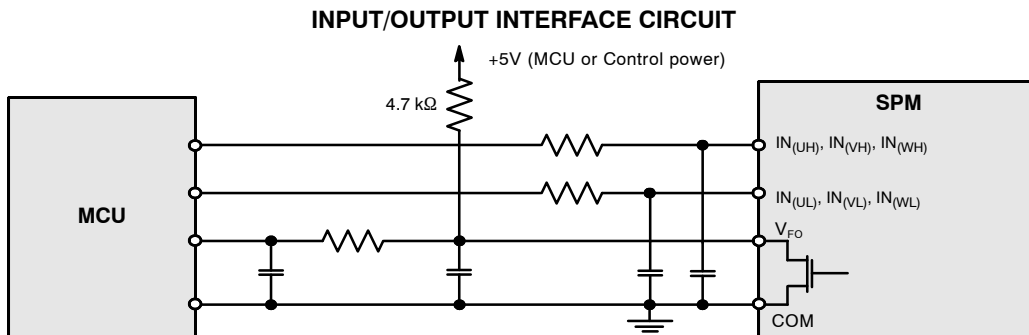 INPUT/OUTPUT INTERFACE CIRCUIT
+5V (MCU or Control power)
4.7 kΩ
SPM
IN(UH), IN(VH), IN(WH)
IN(UL), IN(VL), IN(WL)
MCU
VFO
COM